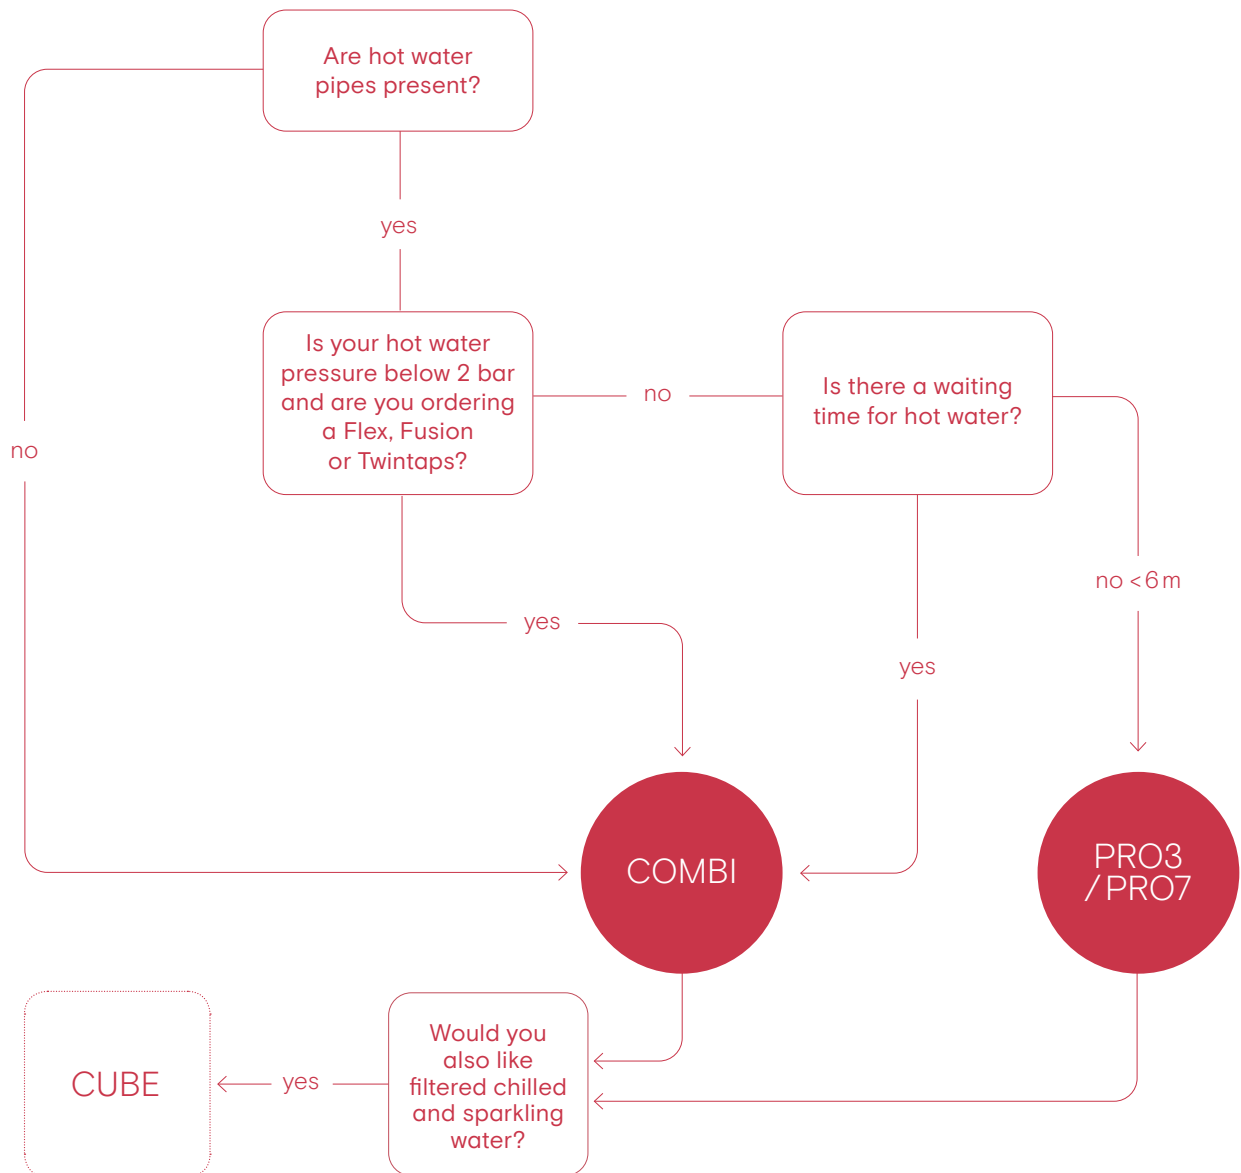 Are hot water
pipes present?
yes
Is your hot water
pressure below 2 bar
and are you ordering
a Flex, Fusion
or Twintaps?
no
Is there a waiting
time for hot water?
no
no <6 m
yes
yes
COMBI
PRO3
/ PRO7
Would you
also like
filtered chilled
and sparkling
water?
yes
CUBE